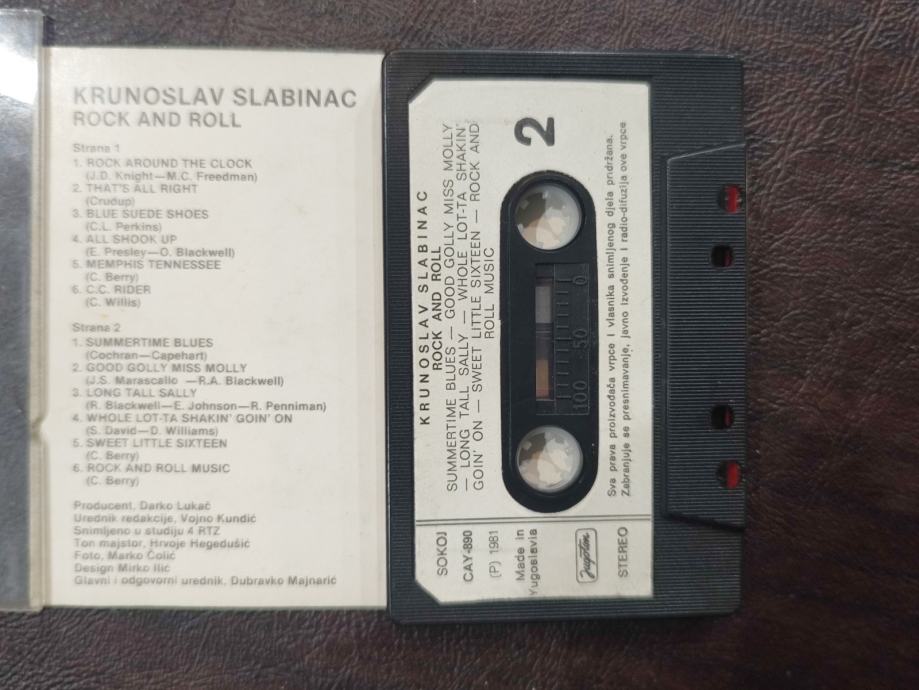 KRUNOSLAV SLABINAC
ROCK AND ROLL
Strana 1
1. ROCK AROUND THE CLOCK
(J.D. Knight—M.C. Freedman)
2. THAT'S ALL RIGHT
(Crudup)
3. BLUE SUEDE SHOES
(C.L. Perkins)
4. ALL SHOOK UP
(E. Presley—O. Blackwell)
5. MEMPHIS TENNESSEE
(C. Berry)
6. C.C. RIDER
(C. Willis)
Strana 2
1. SUMMERTIME BLUES
(Cochran—Capehart)
2. GOOD GOLLY MISS MOLLY
(J.S. Marascallo —R.A. Blackwell)
3. LONG TALL SALLY
(R. Blackwell—E. Johnson—R. Penniman)
4. WHOLE LOT-TA SHAKIN' GOIN' ON
(S. David—D. Williams)
5. SWEET LITTLE SIXTEEN
(C. Berry)
6. ROCK AND ROLL MUSIC
(C. Berry)
Producent, Darko Lukač
Urednik redakcije, Vojno Kundić
Snimljeno u studiju 4 RTZ
Ton majstor, Hrvoje Hegedušić
Foto, Marko Čolić
Design Mirko Ilić
Glavni i odgovorni urednik, Dubravko Majnarić
KRUNOSLAV SLABINAC
ROCK AND ROLL
SUMMERTIME BLUES — GOOD GOLLY MISS MOLLY
— LONG TALL SALLY — WHOLE LOT-TA SHAKIN'
GOIN' ON — SWEET LITTLE SIXTEEN — ROCK AND
ROLL MUSIC
2
100 50 0
Sva prava proizvođača vrpce i vlasnika snimljenog djela pridržana.
Zabranjuje se presnimavanje, javno izvođenje i radio-difuzija ove vrpce
SOKOJ
CAY-890
(P) 1981
Made in
Yugoslavia
Jugoton
STEREO